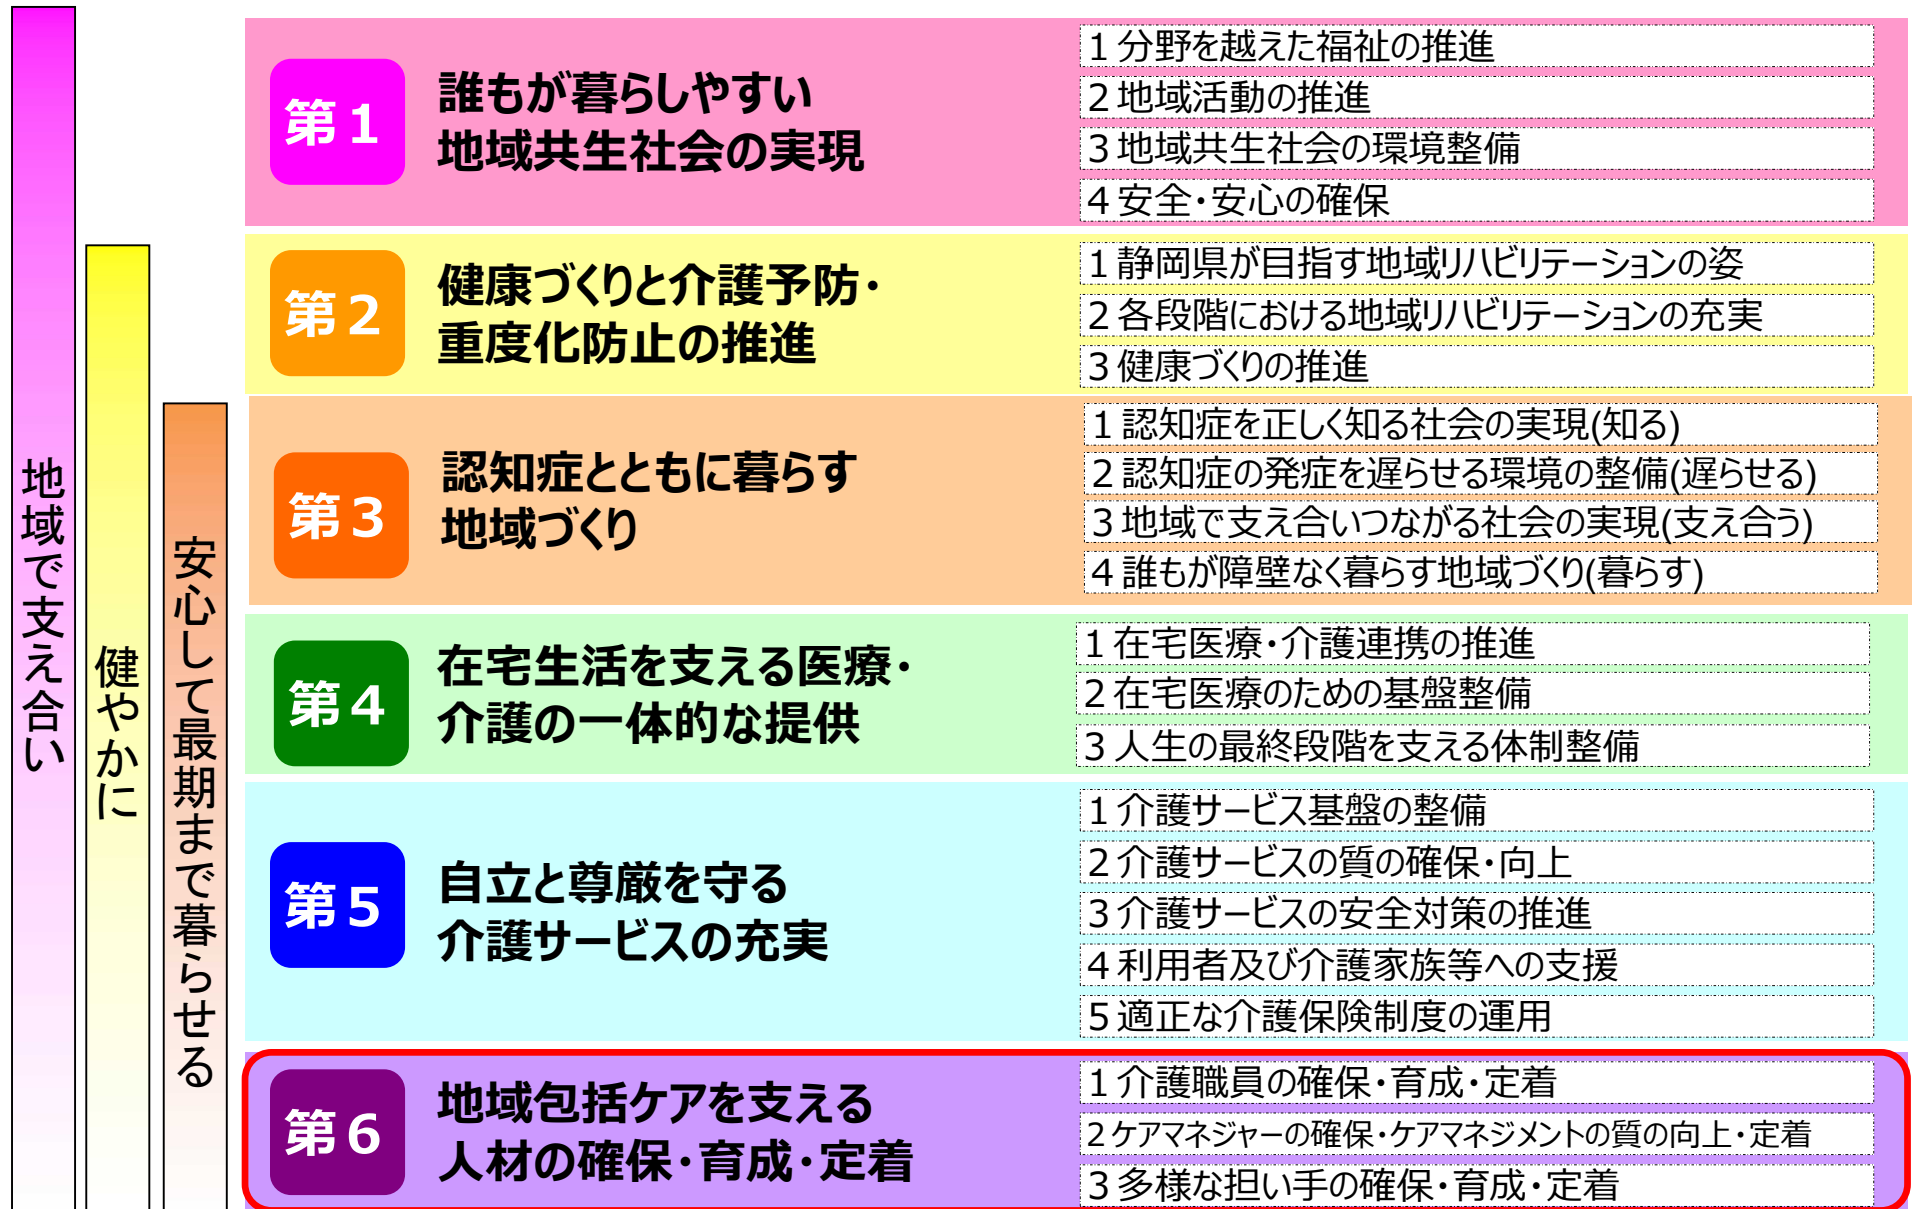 地域で支え合い
健やかに
安心して最期まで暮らせる
第1
誰もが暮らしやすい
地域共生社会の実現
1 分野を越えた福祉の推進
2 地域活動の推進
3 地域共生社会の環境整備
4 安全・安心の確保
第2
健康づくりと介護予防・
重度化防止の推進
1 静岡県が目指す地域リハビリテーションの姿
2 各段階における地域リハビリテーションの充実
3 健康づくりの推進
第3
認知症とともに暮らす
地域づくり
1 認知症を正しく知る社会の実現(知る)
2 認知症の発症を遅らせる環境の整備(遅らせる)
3 地域で支え合いつながる社会の実現(支え合う)
4 誰もが障壁なく暮らす地域づくり(暮らす)
第4
在宅生活を支える医療・
介護の一体的な提供
1 在宅医療・介護連携の推進
2 在宅医療のための基盤整備
3 人生の最終段階を支える体制整備
第5
自立と尊厳を守る
介護サービスの充実
1 介護サービス基盤の整備
2 介護サービスの質の確保・向上
3 介護サービスの安全対策の推進
4 利用者及び介護家族等への支援
5 適正な介護保険制度の運用
第6
地域包括ケアを支える
人材の確保・育成・定着
1 介護職員の確保・育成・定着
2 ケアマネジャーの確保・ケアマネジメントの質の向上・定着
3 多様な担い手の確保・育成・定着